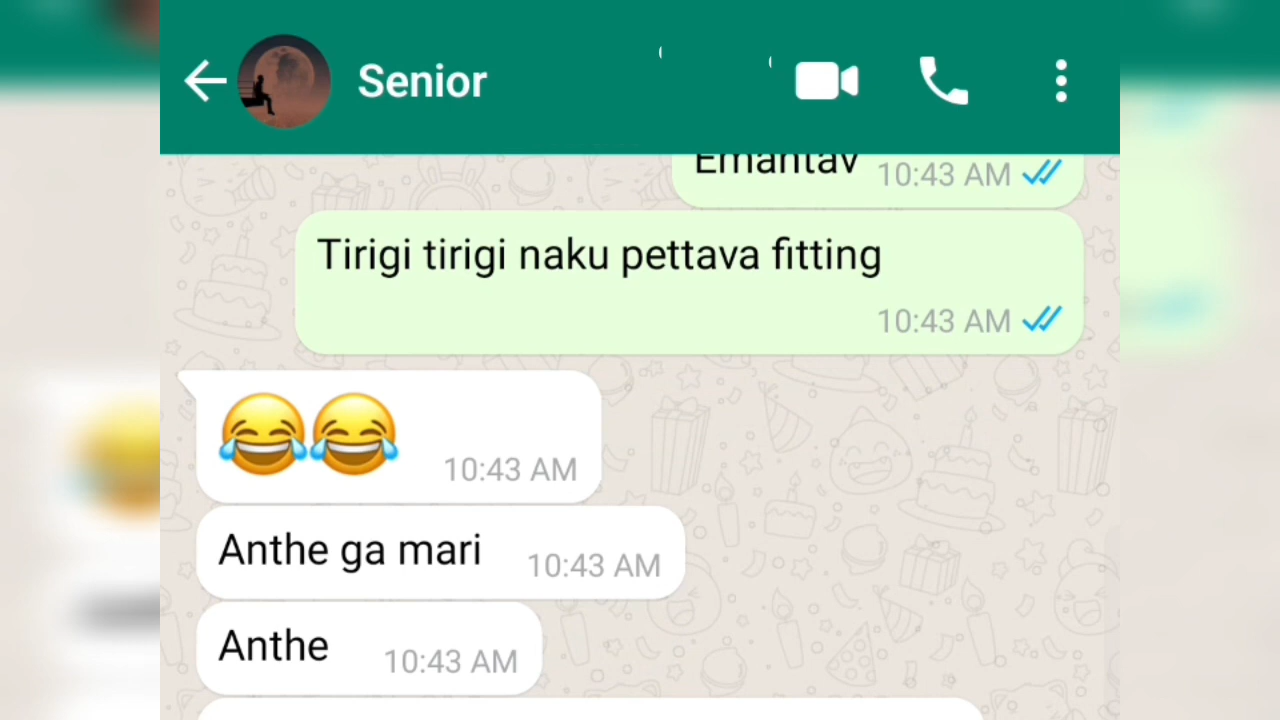 Senior
Emantav 10:43 AM
Tirigi tirigi naku pettava fitting
10:43 AM
😂😂 10:43 AM
Anthe ga mari 10:43 AM
Anthe 10:43 AM